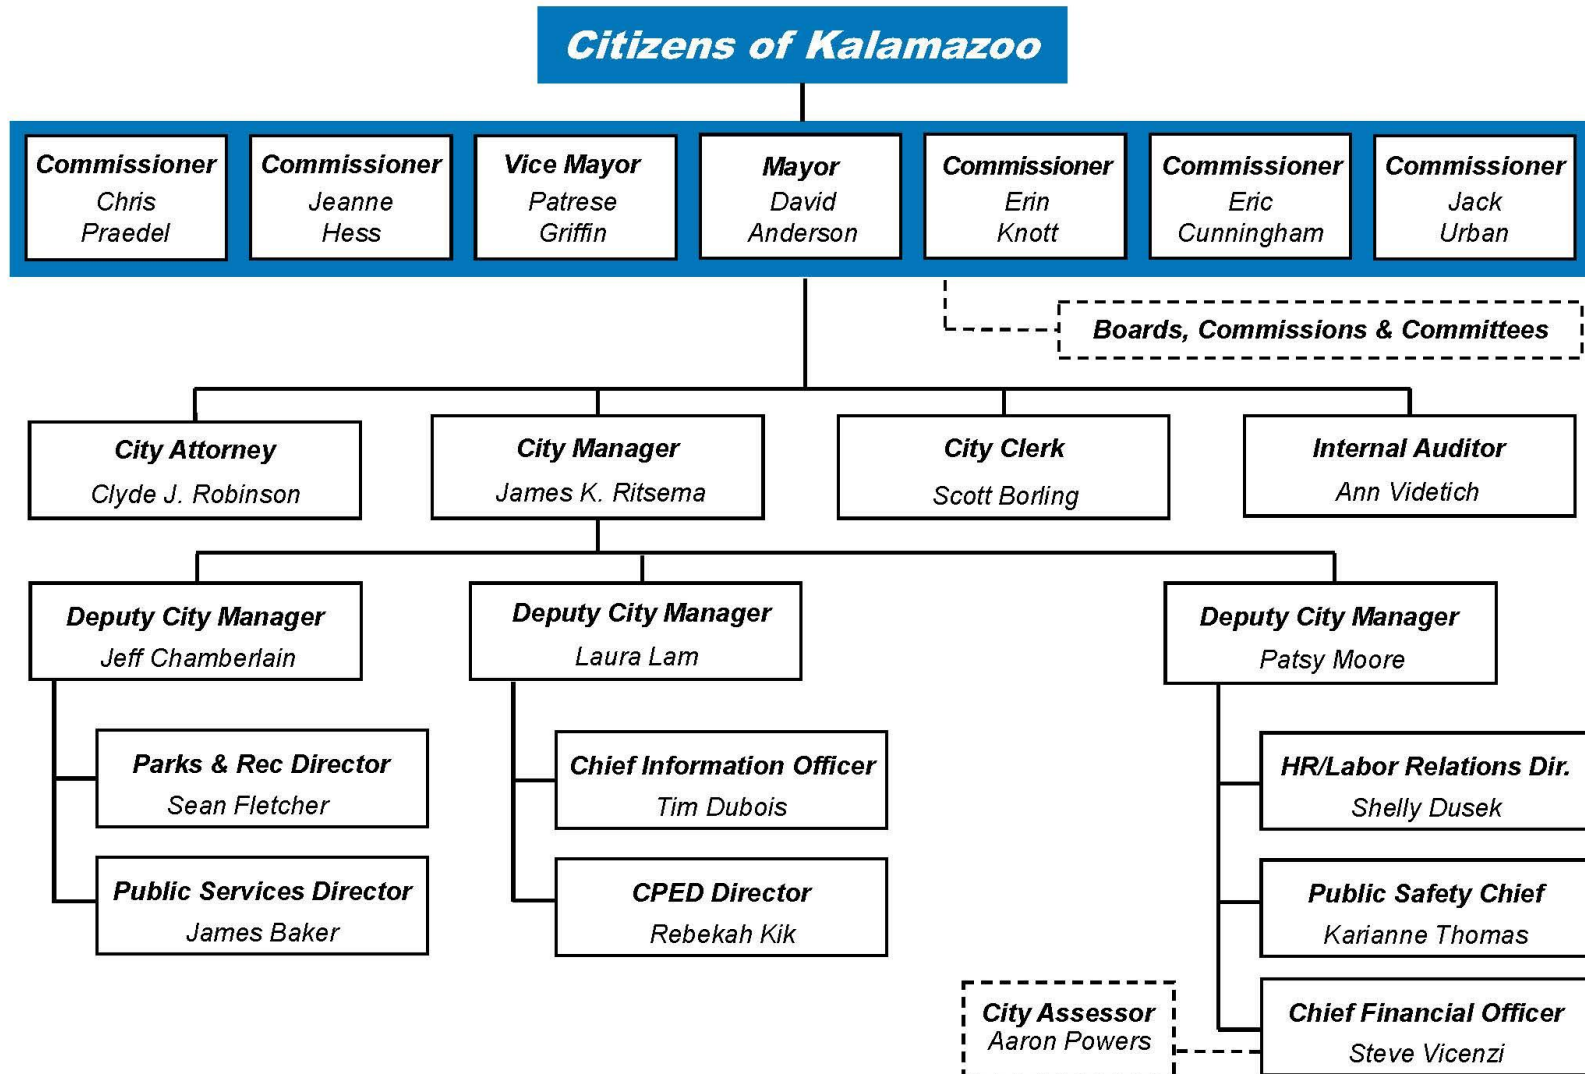 Citizens of Kalamazoo
Commissioner
Chris
Praedel
Commissioner
Jeanne
Hess
Vice Mayor
Patrese
Griffin
Mayor
David
Anderson
Commissioner
Erin
Knott
Commissioner
Eric
Cunningham
Commissioner
Jack
Urban
Boards, Commissions & Committees
City Attorney
Clyde J. Robinson
City Manager
James K. Ritsema
City Clerk
Scott Borling
Internal Auditor
Ann Videtich
Deputy City Manager
Jeff Chamberlain
Deputy City Manager
Laura Lam
Deputy City Manager
Patsy Moore
Parks & Rec Director
Sean Fletcher
Chief Information Officer
Tim Dubois
HR/Labor Relations Dir.
Shelly Dusek
Public Services Director
James Baker
CPED Director
Rebekah Kik
Public Safety Chief
Karianne Thomas
City Assessor
Aaron Powers
Chief Financial Officer
Steve Vicenzi